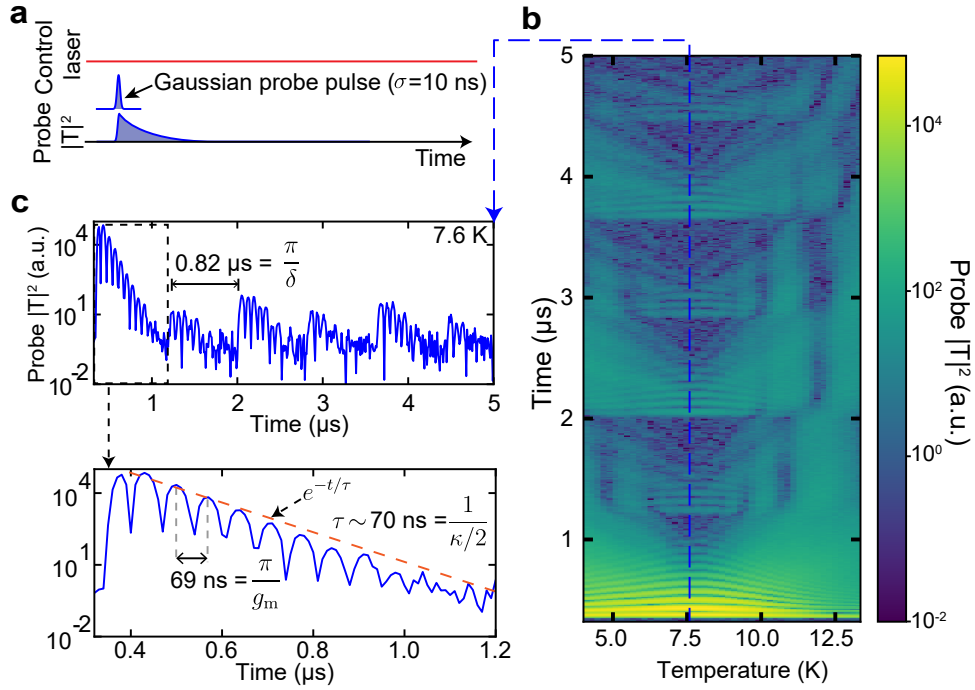 a
Probe Control
|T|² laser
Gaussian probe pulse (σ=10 ns)
Time
b
5
4
3
2
1
Time (µs)
5.0 7.5 10.0 12.5
Temperature (K)
10⁴
10²
10⁰
10⁻²
Probe |T|² (a.u.)
c
10⁴
10¹
10⁻²
Probe |T|² (a.u.)
7.6 K
0.82 µs = π/δ
1 2 3 4 5
Time (µs)
10⁴
10¹
10⁻²
e^{-t/τ}
τ ∼ 70 ns = 1/(κ/2)
69 ns = π/g_m
0.4 0.6 0.8 1.0 1.2
Time (µs)